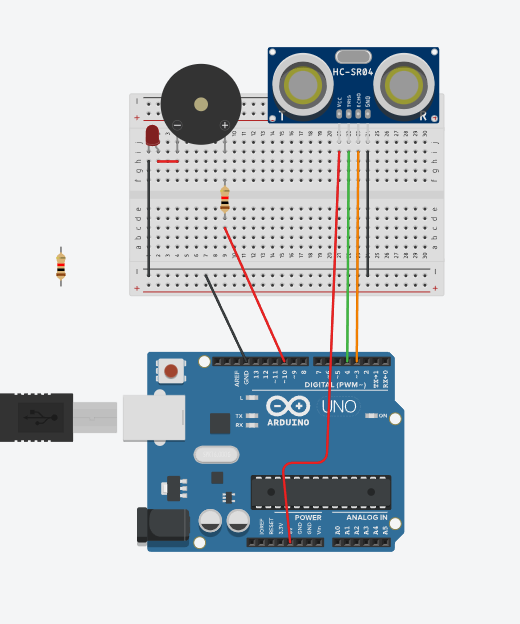 HC-SR04
VCC
TRIG
ECHO
GND
T
R
- +
j i h g f
e d c b a
- +
AREF
GND
13
12
~11
~10
~9
8
7
~6
~5
4
~3
2
TX→1
RX←0
DIGITAL (PWM~)
L
TX
RX
UNO
ARDUINO
ON
POWER
ANALOG IN
IOREF
RESET
3.3V
GND
GND
Vin
A0
A1
A2
A3
A4
A5